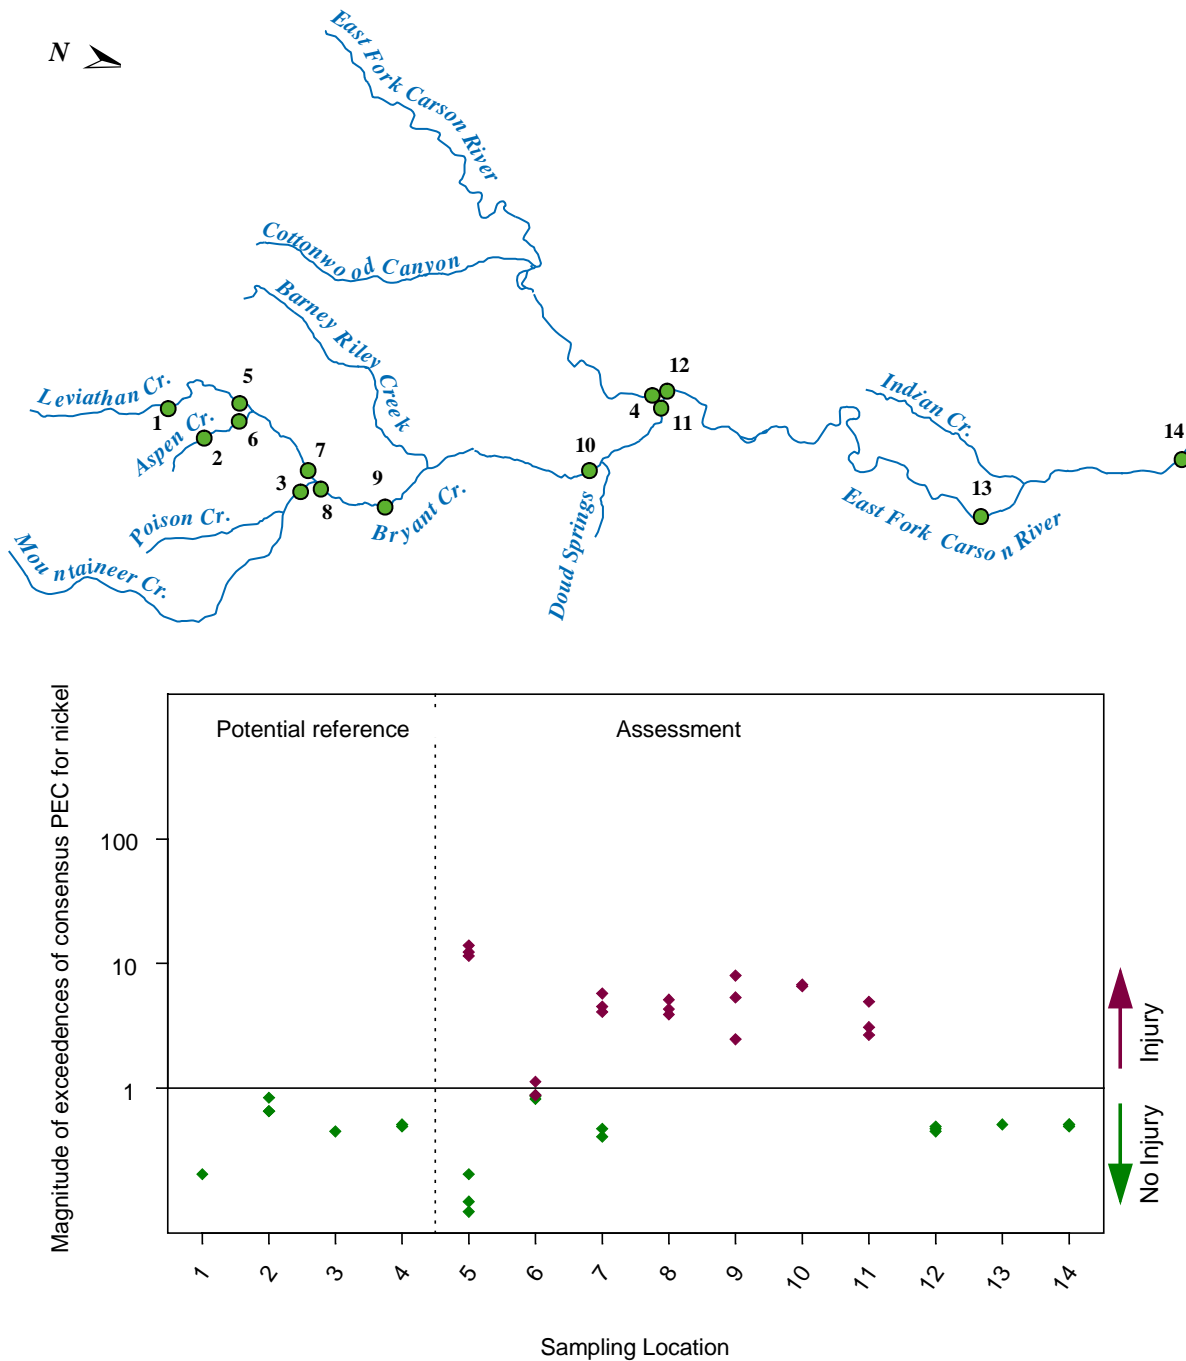 N
East Fork Carson River
Cottonwood Canyon
Barney Riley Creek
Leviathan Cr.
Aspen Cr.
Poison Cr.
Mountaineer Cr.
Bryant Cr.
Doud Springs
Indian Cr.
East Fork Carson River
1
2
3
4
5
6
7
8
9
10
11
12
13
14
Magnitude of exceedences of consensus PEC for nickel
Potential reference
Assessment
100
10
1
Injury
No Injury
1
2
3
4
5
6
7
8
9
10
11
12
13
14
Sampling Location